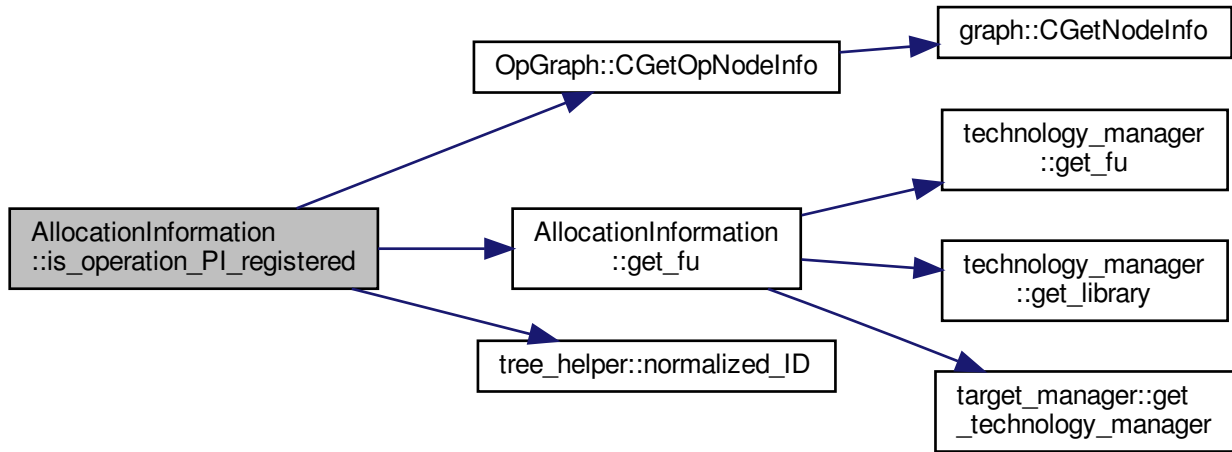 graph::CGetNodeInfo
OpGraph::CGetOpNodeInfo
technology_manager
::get_fu
AllocationInformation
::is_operation_PI_registered
AllocationInformation
::get_fu
technology_manager
::get_library
tree_helper::normalized_ID
target_manager::get
_technology_manager